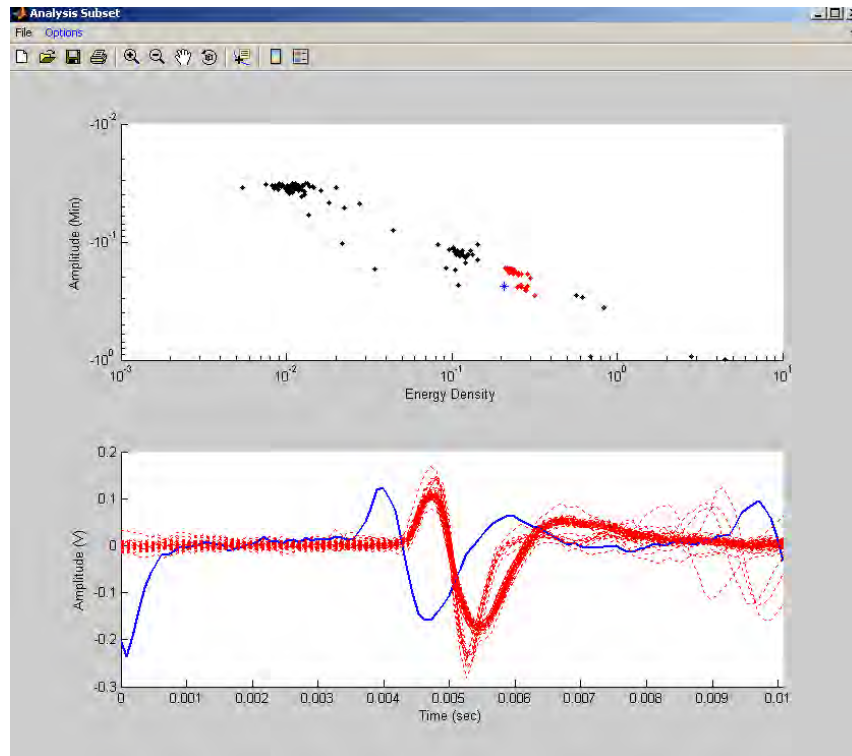 Analysis Subset
File Options
-10^-2
-10^-1
-10^0
Amplitude (Min)
10^-3 10^-2 10^-1 10^0 10^1
Energy Density
0.2
0.1
0
-0.1
-0.2
-0.3
Amplitude (V)
0 0.001 0.002 0.003 0.004 0.005 0.006 0.007 0.008 0.009 0.01
Time (sec)